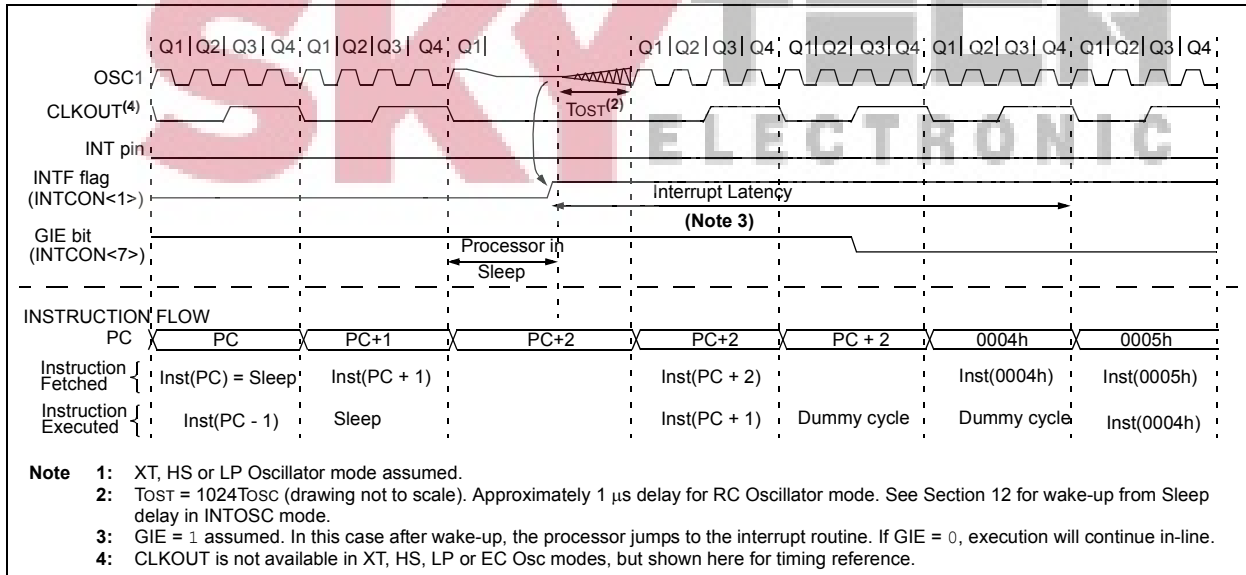 SKY TECH
ELECTRONIC
Q1 Q2 Q3 Q4 Q1 Q2 Q3 Q4 Q1 Q1 Q2 Q3 Q4 Q1 Q2 Q3 Q4 Q1 Q2 Q3 Q4 Q1 Q2 Q3 Q4
OSC1
CLKOUT(4)
TOST(2)
INT pin
INTF flag
(INTCON<1>)
Interrupt Latency
(Note 3)
GIE bit
(INTCON<7>)
Processor in
Sleep
INSTRUCTION FLOW
PC PC PC+1 PC+2 PC+2 PC + 2 0004h 0005h
Instruction
Fetched
Inst(PC) = Sleep Inst(PC + 1) Inst(PC + 2) Inst(0004h) Inst(0005h)
Instruction
Executed
Inst(PC - 1) Sleep Inst(PC + 1) Dummy cycle Dummy cycle Inst(0004h)
Note 1: XT, HS or LP Oscillator mode assumed.
2: TOST = 1024TOSC (drawing not to scale). Approximately 1 μs delay for RC Oscillator mode. See Section 12 for wake-up from Sleep
delay in INTOSC mode.
3: GIE = 1 assumed. In this case after wake-up, the processor jumps to the interrupt routine. If GIE = 0, execution will continue in-line.
4: CLKOUT is not available in XT, HS, LP or EC Osc modes, but shown here for timing reference.